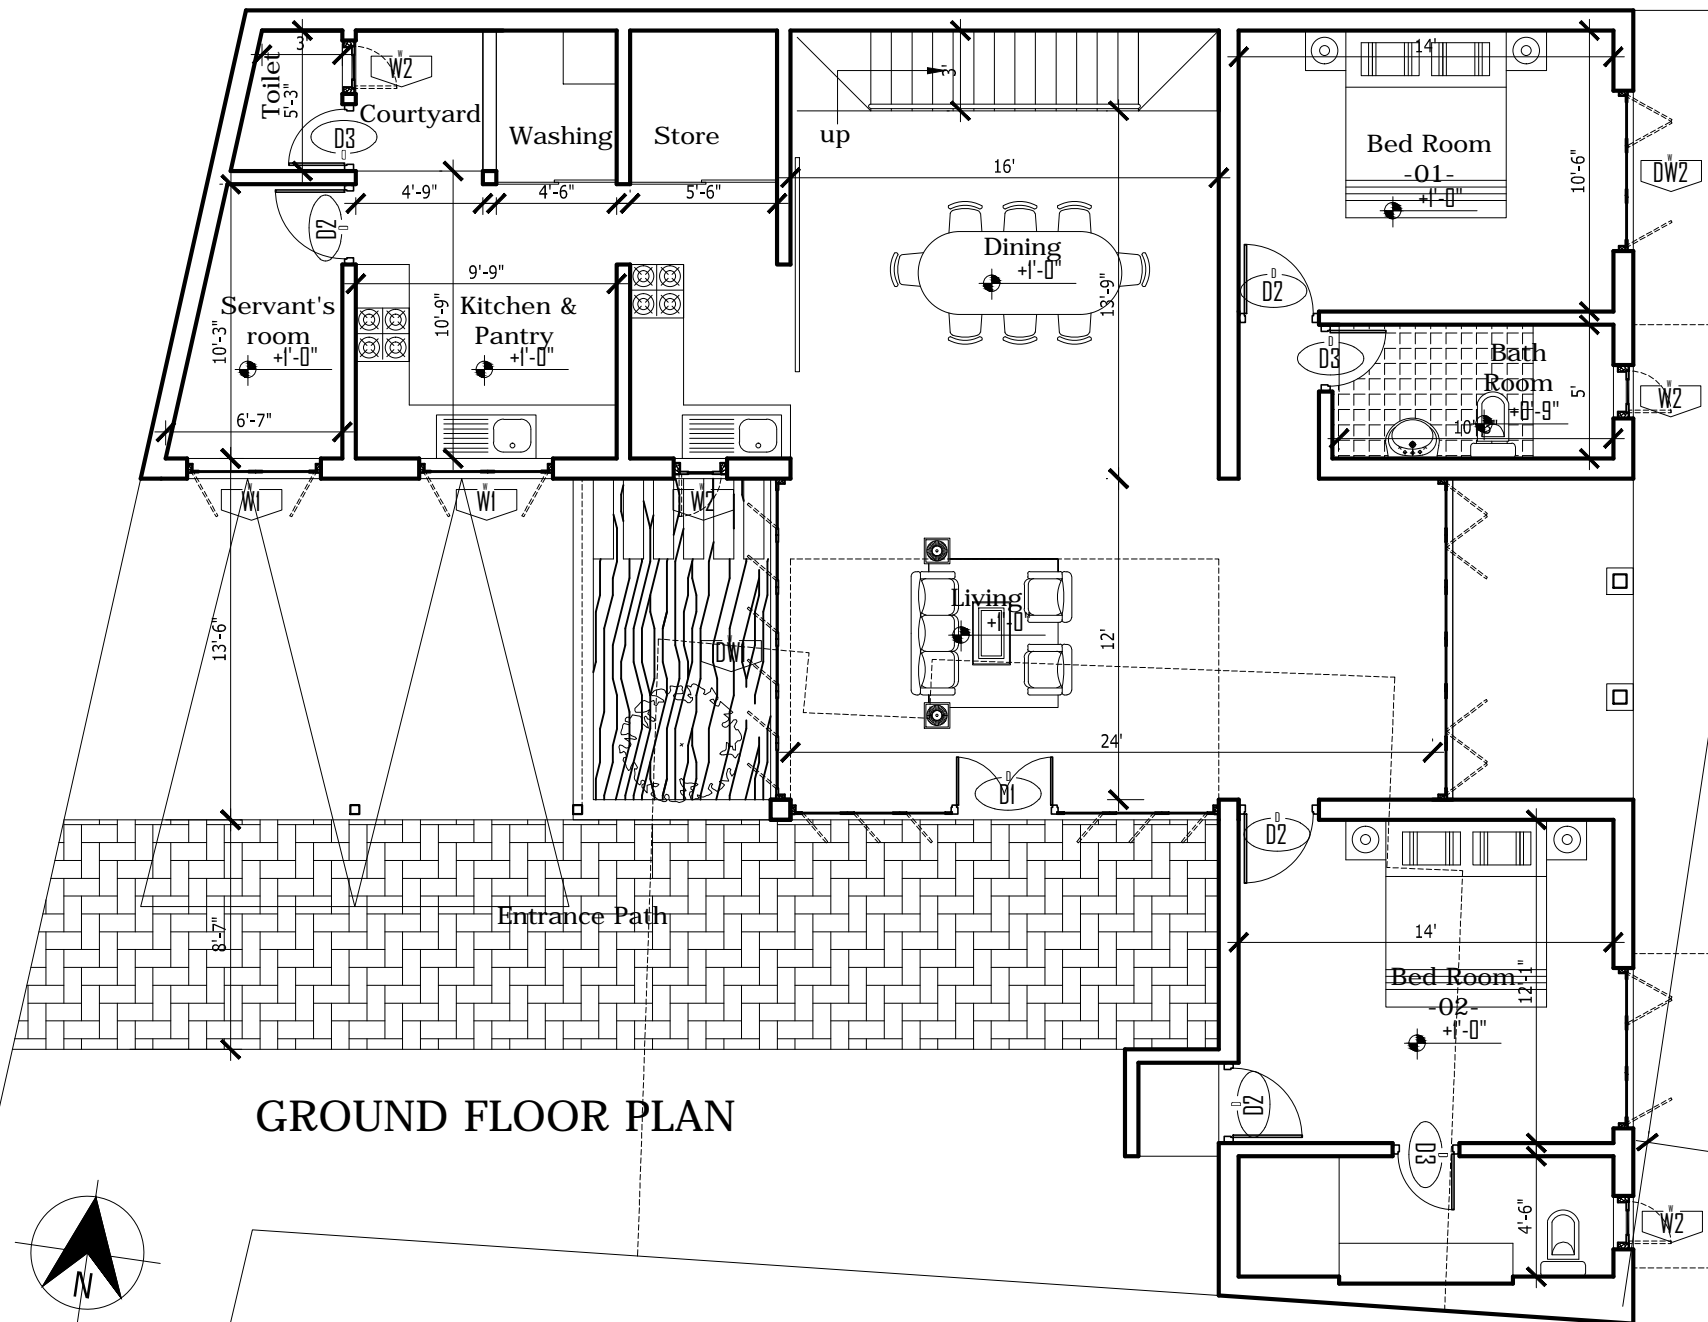 3'
Toilet
5'-3"
W
W2
Courtyard
D3
D
Washing
Store
up
3'
14'
Bed Room
-01-
+1'-0"
10'-6"
W
DW2
4'-9"
4'-6"
5'-6"
16'
D2
D
Dining
+1'-0"
13'-9"
D
D2
9'-9"
Servant's
room
+1'-0"
10'-3"
10'-9"
Kitchen &
Pantry
+1'-0"
D3
D
Bath
Room
+0'-9"
5'
W
W2
6'-7"
W
W1
W
W1
W
W2
13'-6"
DW1
Living
+1'-0"
12'
24'
D
D1
D
D2
8'-7"
Entrance Path
14'
Bed Room
-02-
+1'-0"
12'-1"
D2
D
GROUND FLOOR PLAN
D3
D
4'-6"
W
W2
N